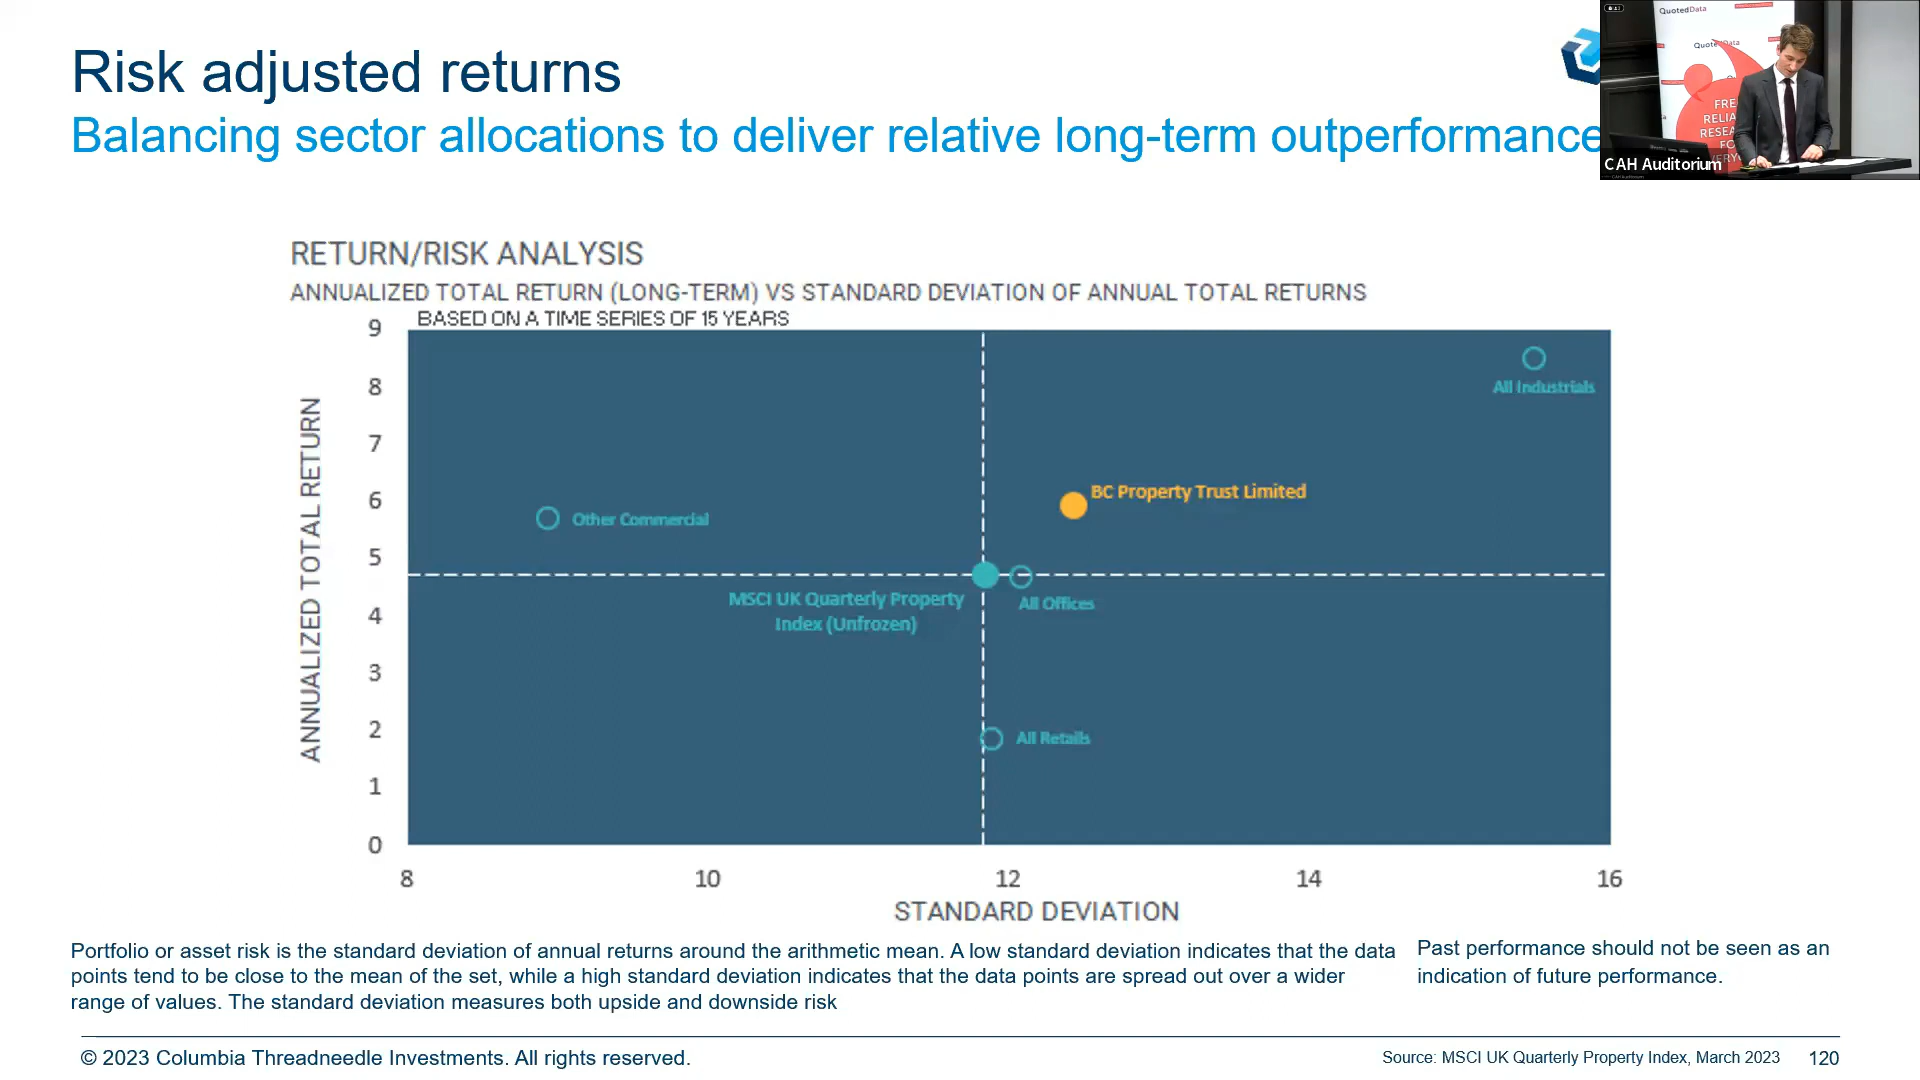 Risk adjusted returns
Balancing sector allocations to deliver relative long-term outperformance
QuotedData
QuotedData
FRE
RELIA
RESEA
FO
CAH Auditorium
RETURN/RISK ANALYSIS
ANNUALIZED TOTAL RETURN (LONG-TERM) VS STANDARD DEVIATION OF ANNUAL TOTAL RETURNS
BASED ON A TIME SERIES OF 15 YEARS
ANNUALIZED TOTAL RETURN
9
8
7
6
5
4
3
2
1
0
All Industrials
BC Property Trust Limited
Other Commercial
MSCI UK Quarterly Property
Index (Unfrozen)
All Offices
All Retails
8 10 12 14 16
STANDARD DEVIATION
Portfolio or asset risk is the standard deviation of annual returns around the arithmetic mean. A low standard deviation indicates that the data
points tend to be close to the mean of the set, while a high standard deviation indicates that the data points are spread out over a wider
range of values. The standard deviation measures both upside and downside risk
Past performance should not be seen as an
indication of future performance.
© 2023 Columbia Threadneedle Investments. All rights reserved.
Source: MSCI UK Quarterly Property Index, March 2023 120